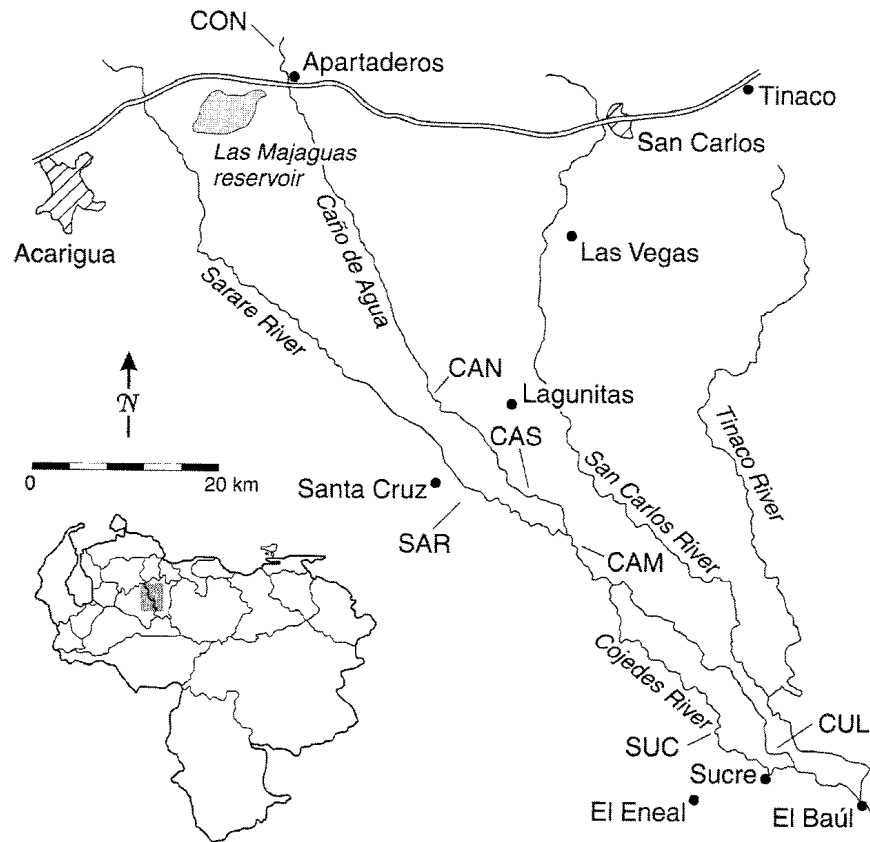 CON
Apartaderos
Tinaco
San Carlos
Las Majaguas
reservoir
Acarigua
Las Vegas
Caño de Agua
Sarare River
CAN
Lagunitas
CAS
Tinaco River
N
0 20 km
Santa Cruz
San Carlos River
SAR
CAM
Cojedes River
CUL
SUC
Sucre
El Eneal
El Baúl